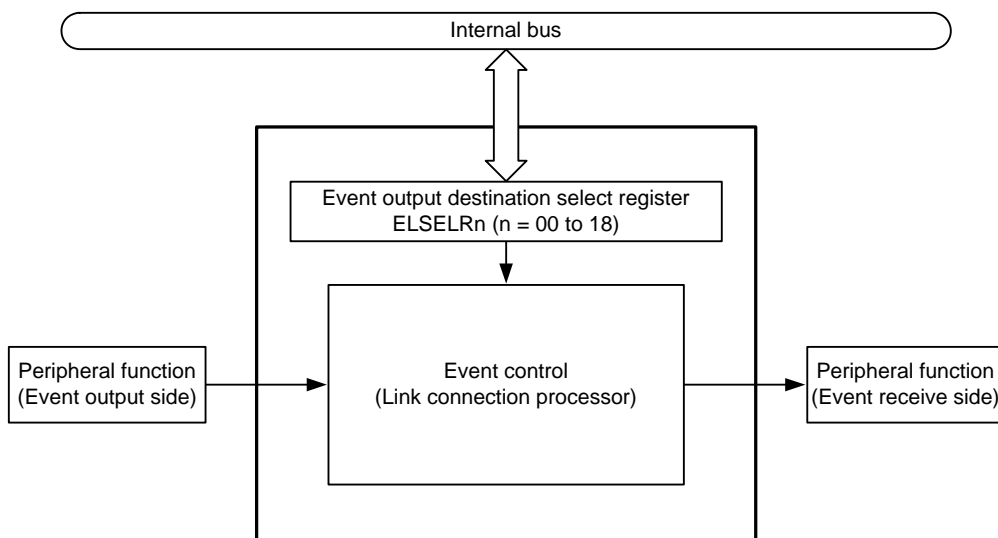 Internal bus
Event output destination select register
ELSELRn (n = 00 to 18)
Peripheral function
(Event output side)
Event control
(Link connection processor)
Peripheral function
(Event receive side)